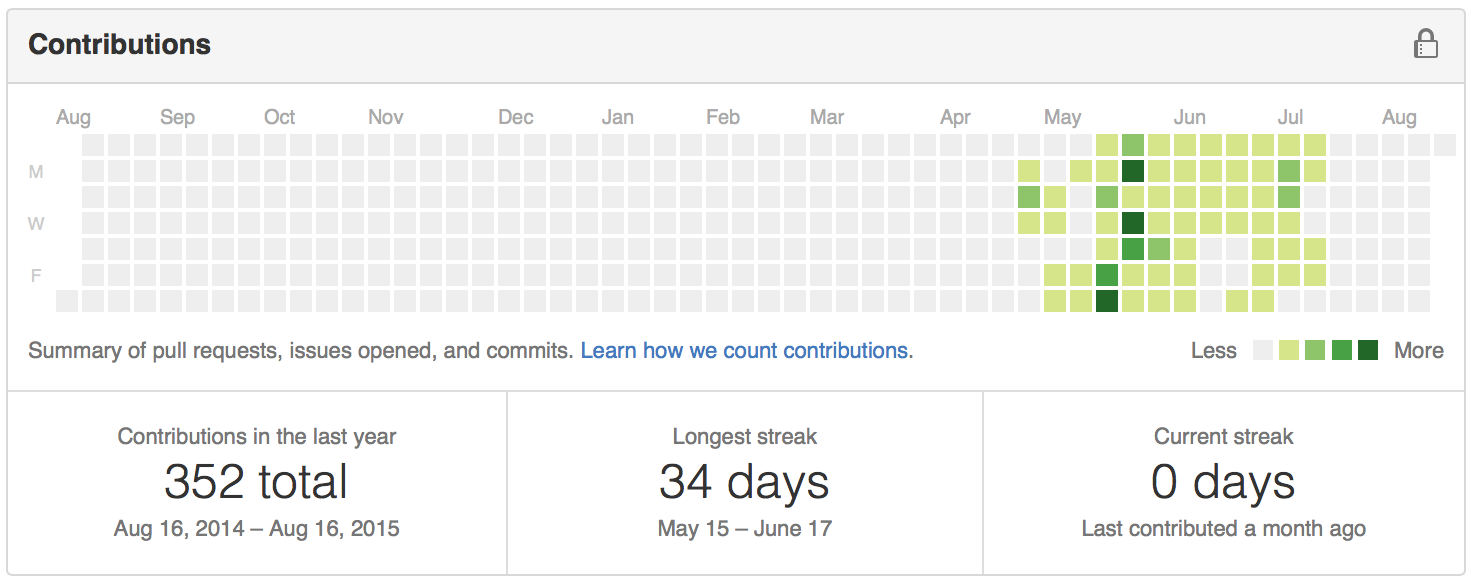 Contributions
Aug Sep Oct Nov Dec Jan Feb Mar Apr May Jun Jul Aug
M
W
F
Summary of pull requests, issues opened, and commits. Learn how we count contributions.
Less More
Contributions in the last year
352 total
Aug 16, 2014 – Aug 16, 2015
Longest streak
34 days
May 15 – June 17
Current streak
0 days
Last contributed a month ago